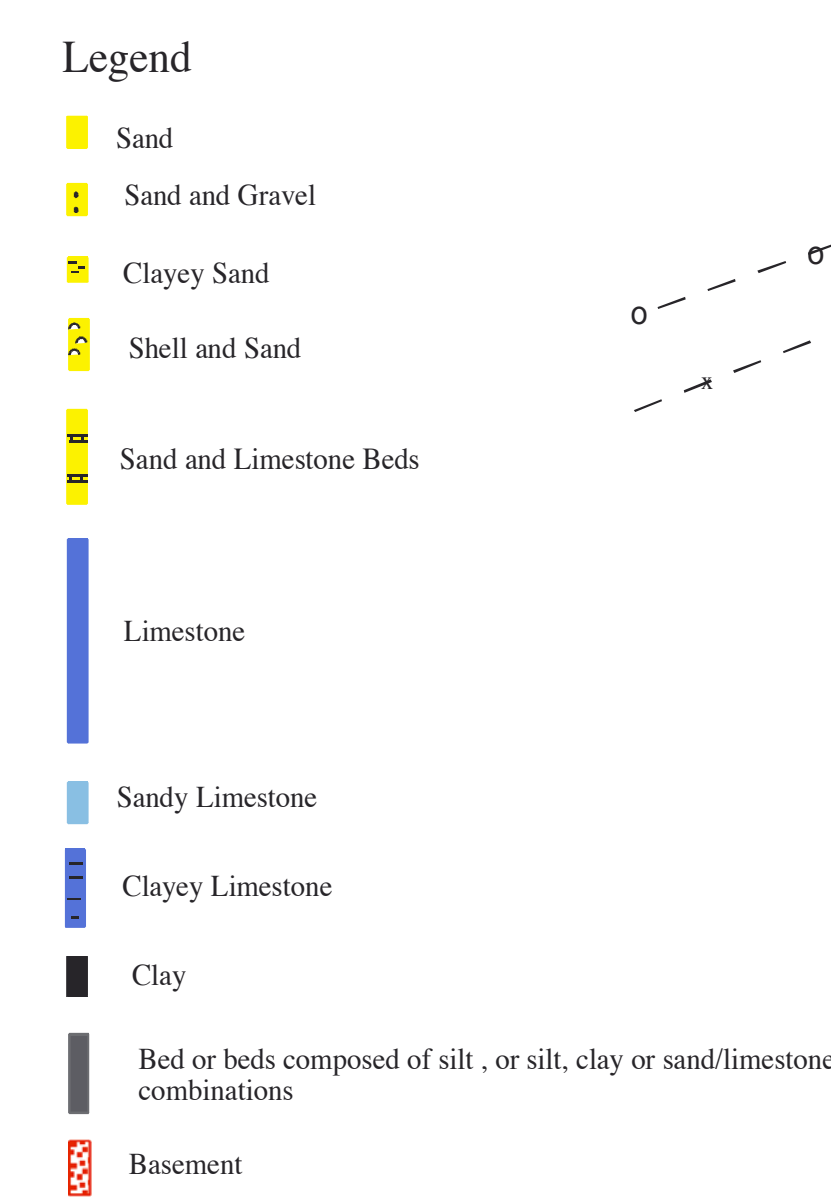 Legend
Sand
Sand and Gravel
Clayey Sand
o
o
Shell and Sand
x
Sand and Limestone Beds
Limestone
Sandy Limestone
Clayey Limestone
Clay
Bed or beds composed of silt , or silt, clay or sand/limestone
combinations
Basement